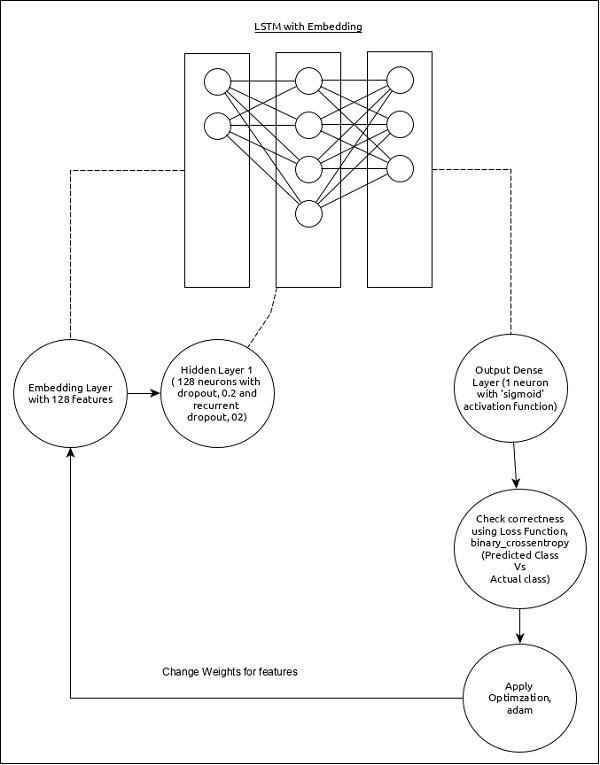 LSTM with Embedding
Embedding Layer
with 128 features
Hidden Layer 1
( 128 neurons with
dropout, 0.2 and
recurrent
dropout, 02)
Output Dense
Layer (1 neuron
with 'sigmoid'
activation function)
Check correctness
using Loss Function,
binary_crossentropy
(Predicted Class
Vs
Actual class)
Change Weights for features
Apply
Optimzation,
adam